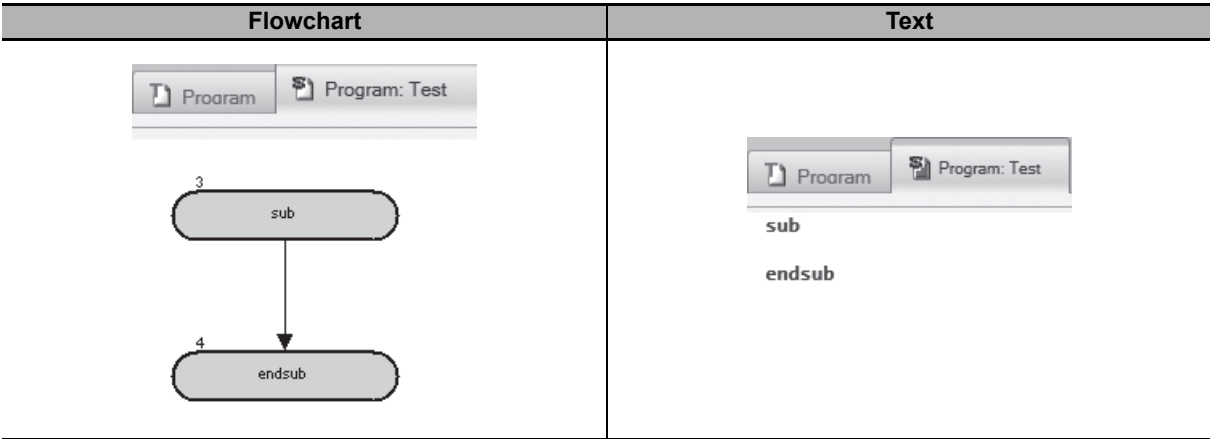 Flowchart Text
Program Program: Test
3
sub
4
endsub
Program Program: Test
sub
endsub